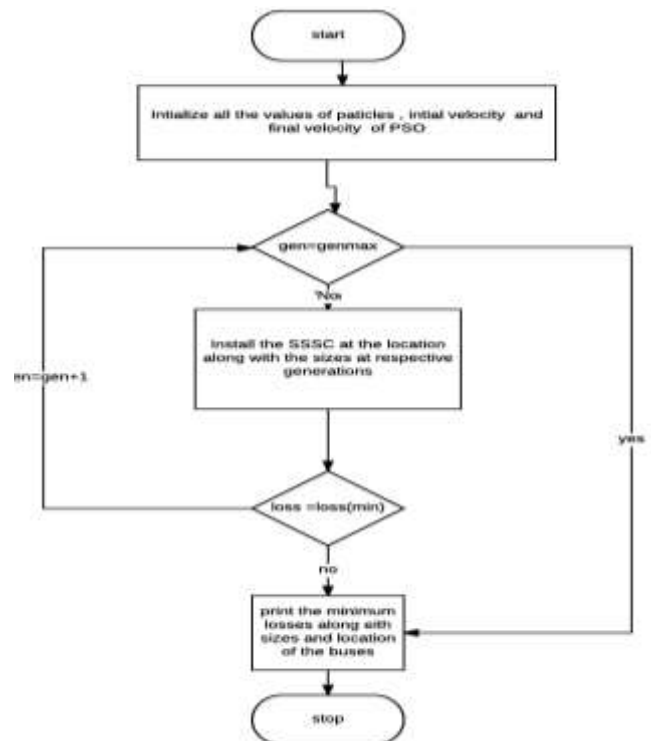 start
Intialize all the values of paticles , intial velocity and
final velocity of PSO
gen=genmax
'No
Install the SSSC at the location
along with the sizes at respective
generations
en=gen+1
yes
loss =loss(min)
no
print the minimum
losses along eith
sizes and location
of the buses
stop